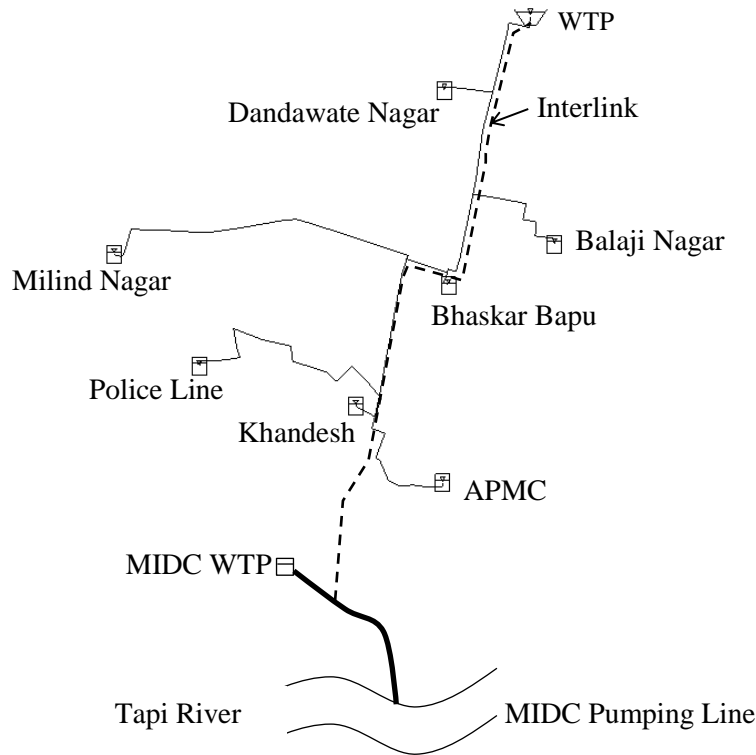 WTP
Dandawate Nagar
Interlink
Balaji Nagar
Milind Nagar
Bhaskar Bapu
Police Line
Khandesh
APMC
MIDC WTP
Tapi River
MIDC Pumping Line